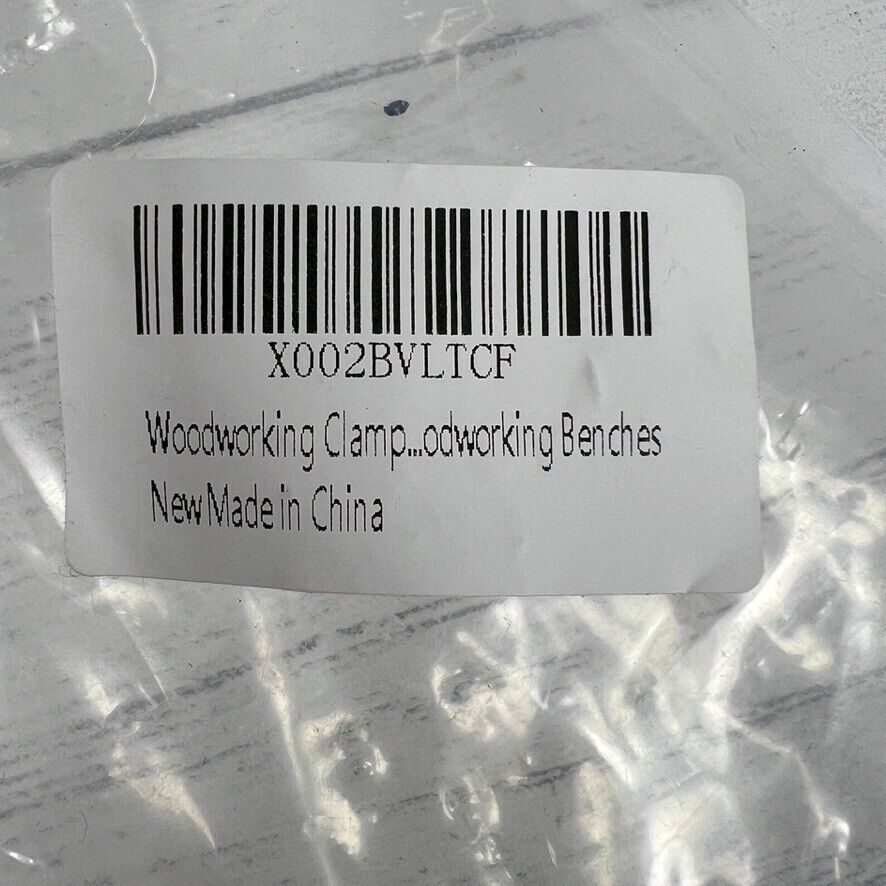 X002BVLTCF
Woodworking Clamp...odworking Benches
New Made in China